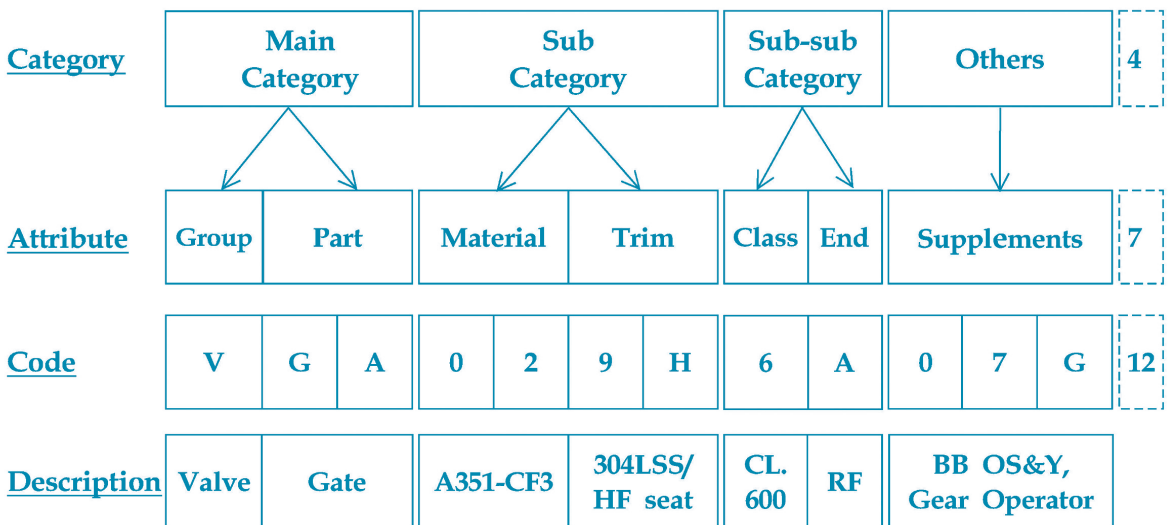 Category
Main
Category
Sub
Category
Sub-sub
Category
Others
4
Attribute
Group
Part
Material
Trim
Class
End
Supplements
7
Code
V
G
A
0
2
9
H
6
A
0
7
G
12
Description
Valve
Gate
A351-CF3
304LSS/
HF seat
CL.
600
RF
BB OS&Y,
Gear Operator